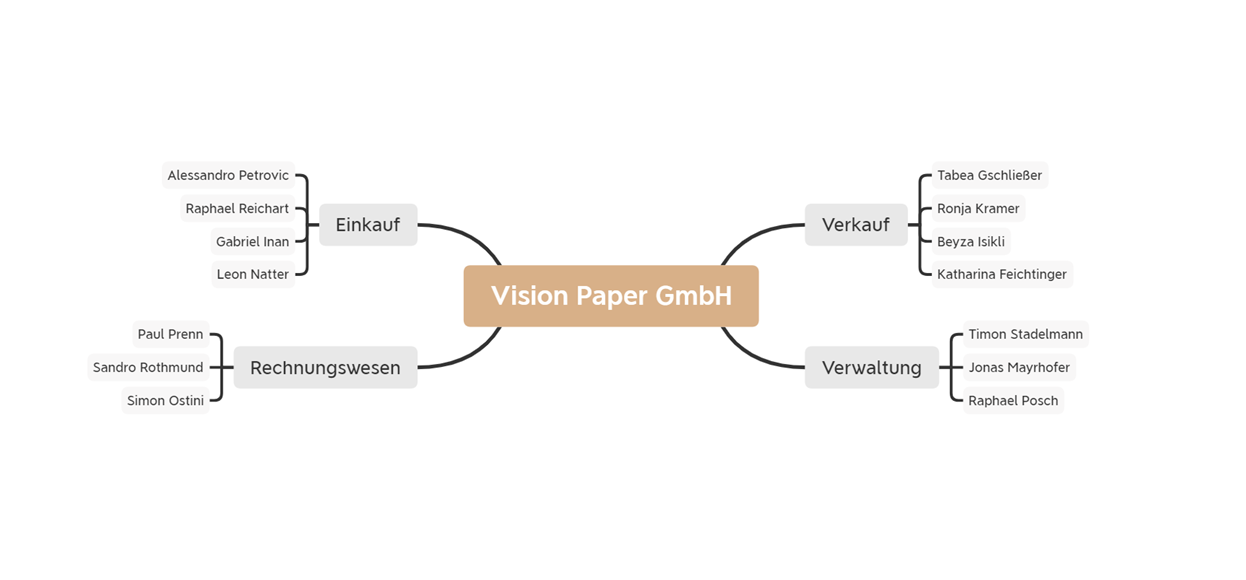 Vision Paper GmbH
Einkauf
Alessandro Petrovic
Raphael Reichart
Gabriel Inan
Leon Natter
Rechnungswesen
Paul Prenn
Sandro Rothmund
Simon Ostini
Verkauf
Tabea Gschließer
Ronja Kramer
Beyza Isikli
Katharina Feichtinger
Verwaltung
Timon Stadelmann
Jonas Mayrhofer
Raphael Posch